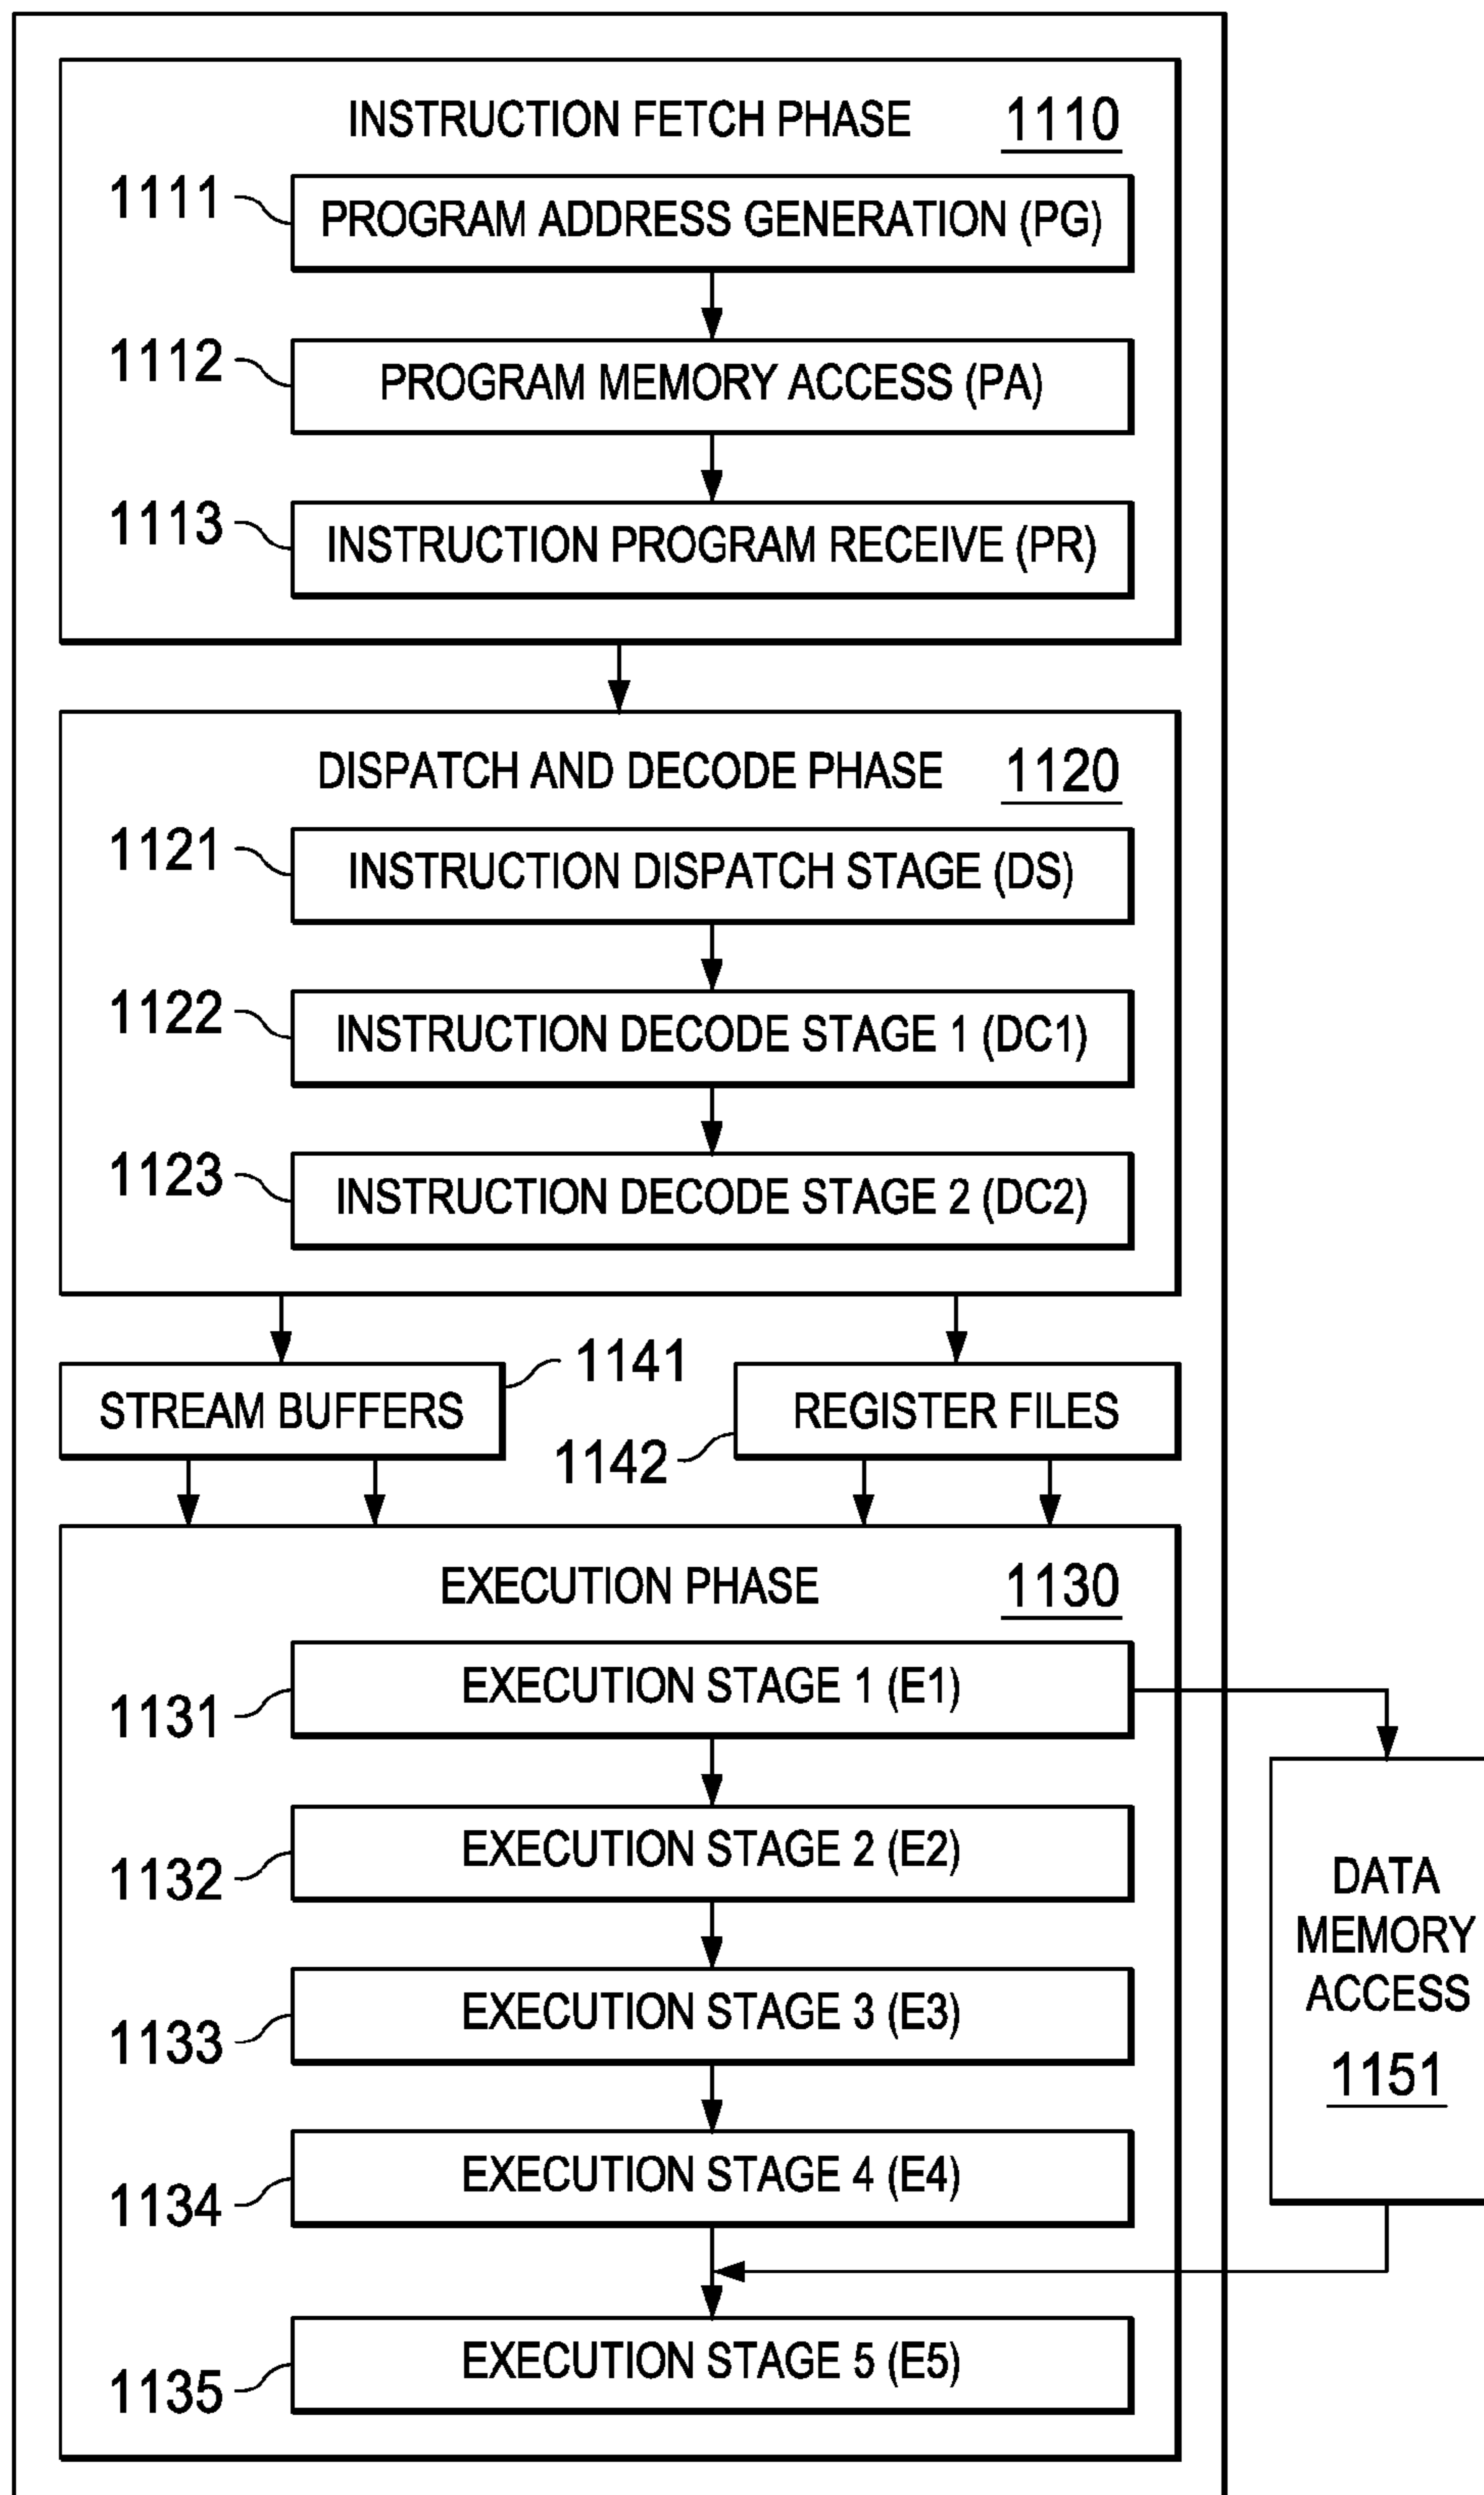 INSTRUCTION FETCH PHASE 1110
1111 PROGRAM ADDRESS GENERATION (PG)
1112 PROGRAM MEMORY ACCESS (PA)
1113 INSTRUCTION PROGRAM RECEIVE (PR)
DISPATCH AND DECODE PHASE 1120
1121 INSTRUCTION DISPATCH STAGE (DS)
1122 INSTRUCTION DECODE STAGE 1 (DC1)
1123 INSTRUCTION DECODE STAGE 2 (DC2)
STREAM BUFFERS 1141
1142 REGISTER FILES
EXECUTION PHASE 1130
1131 EXECUTION STAGE 1 (E1)
1132 EXECUTION STAGE 2 (E2)
1133 EXECUTION STAGE 3 (E3)
1134 EXECUTION STAGE 4 (E4)
1135 EXECUTION STAGE 5 (E5)
DATA
MEMORY
ACCESS
1151